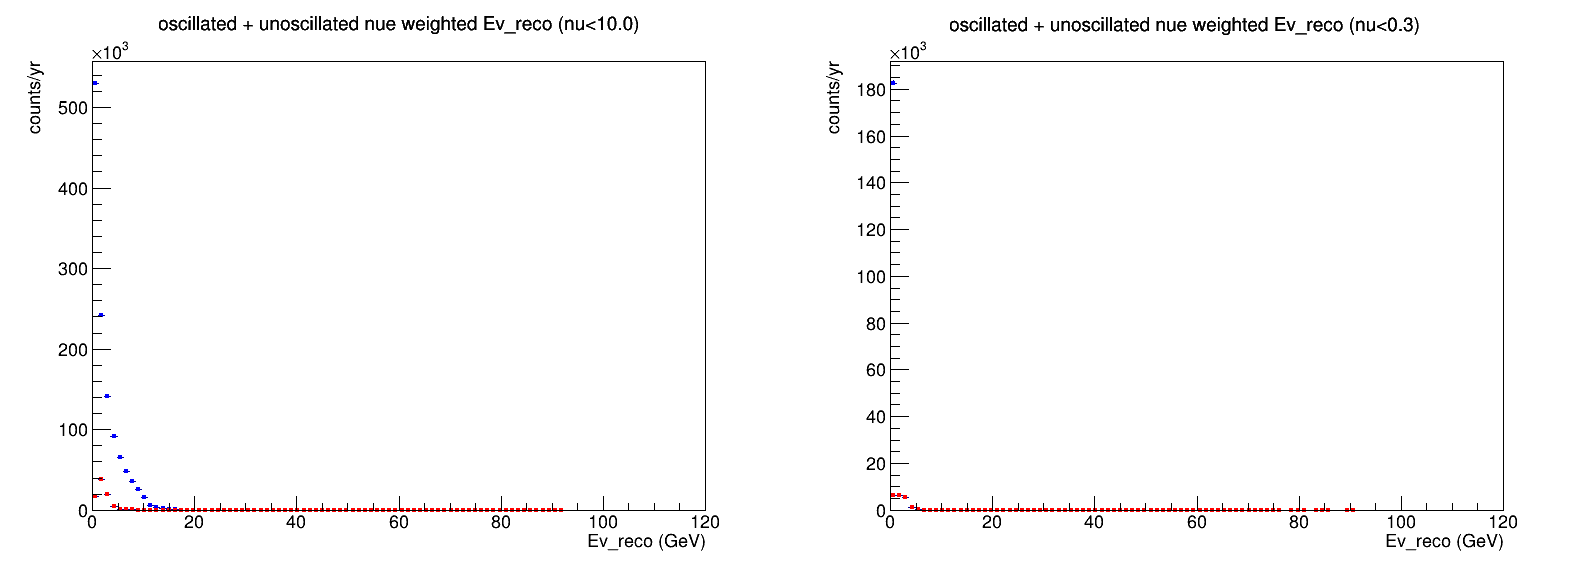 oscillated + unoscillated nue weighted Ev_reco (nu<10.0)
×10³
counts/yr
500
400
300
200
100
0
0 20 40 60 80 100 120
Ev_reco (GeV)
oscillated + unoscillated nue weighted Ev_reco (nu<0.3)
×10³
counts/yr
180
160
140
120
100
80
60
40
20
0
0 20 40 60 80 100 120
Ev_reco (GeV)